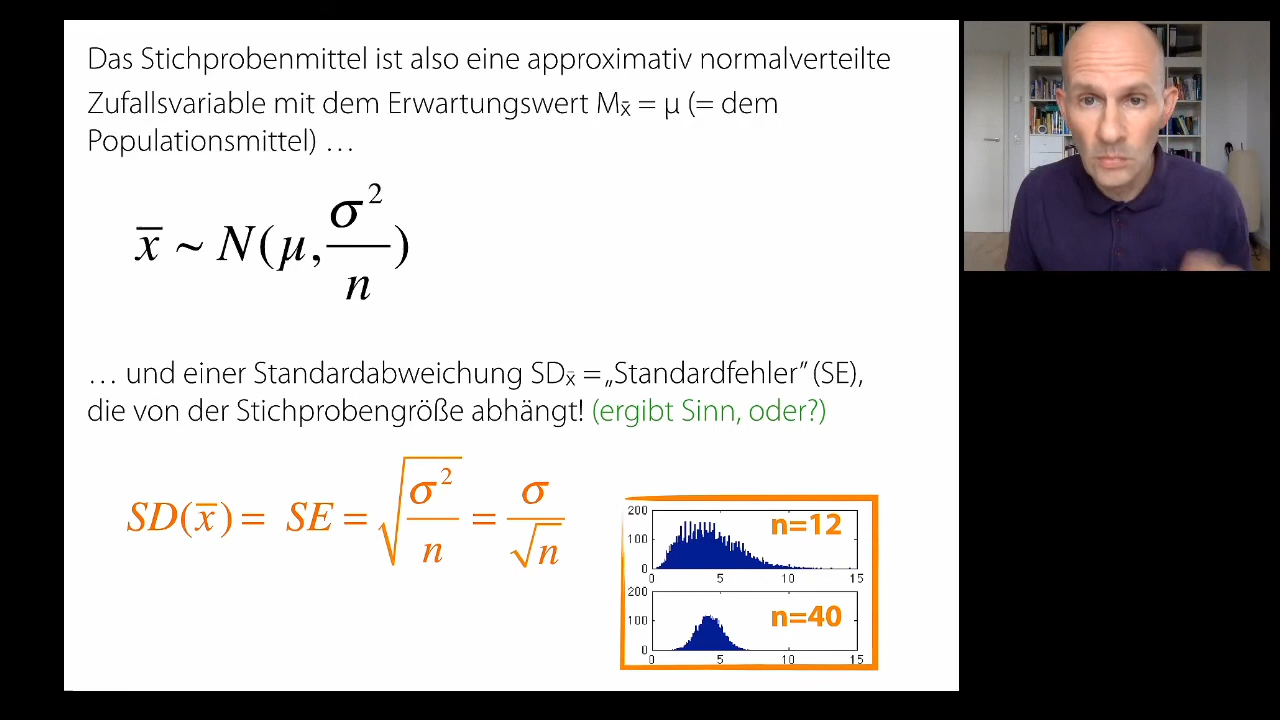 Das Stichprobenmittel ist also eine approximativ normalverteilte
Zufallsvariable mit dem Erwartungswert Mx̄ = μ (= dem
Populationsmittel) …
x̄ ~ N(μ, σ²/n)
… und einer Standardabweichung SDx̄ = „Standardfehler” (SE),
die von der Stichprobengröße abhängt! (ergibt Sinn, oder?)
SD(x̄) = SE = √(σ²/n) = σ/√n
200
n=12
100
0
0 5 10 15
200
n=40
100
0
0 5 10 15